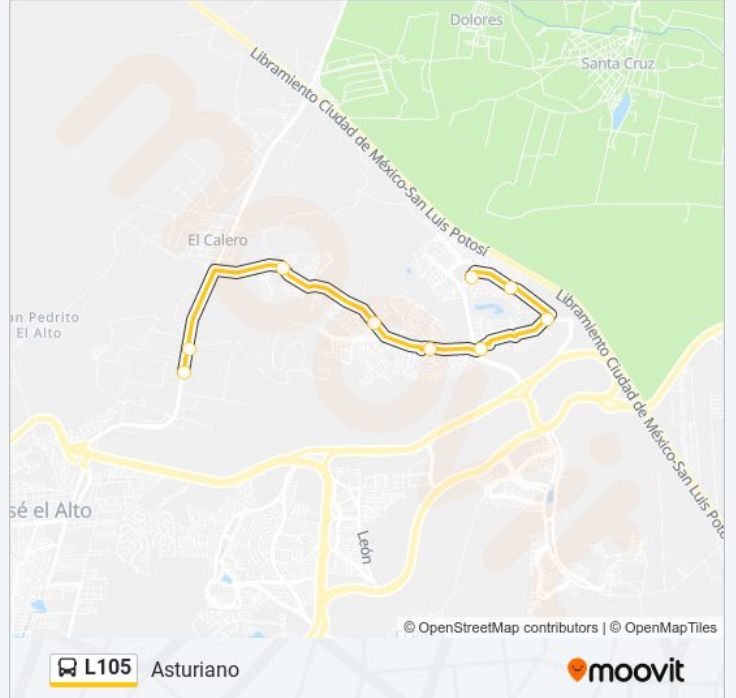 Dolores
Santa Cruz
Libramiento Ciudad de México-San Luis Potosí
El Calero
an Pedrito
El Alto
Libramiento Ciudad de México-San Luis Poto
sé el Alto
León
© OpenStreetMap contributors | © OpenMapTiles
L105 Asturiano
moovit